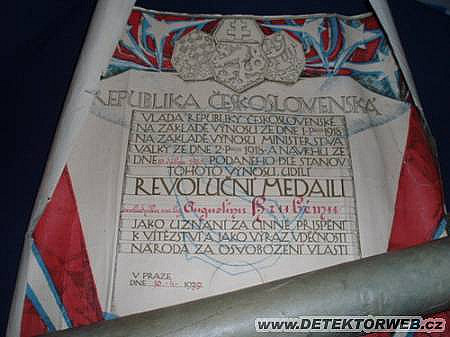 REPUBLIKA ČESKOSLOVENSKÁ
VLÁDA REPUBLIKY ČESKOSLOVENSKÉ
NA ZÁKLADĚ VÝNOSU ZE DNE 1. 1918
NA ZÁKLADĚ VÝNOSU MINISTERSTVA
VÁLKY ZE DNE 2. 1918 A NÁVRHU ZE
DNE PODANÉHO DLE STANOV
TOHOTO VÝNOSU, UDÍLÍ
REVOLUČNÍ MEDAILI
Augustinu
JAKO UZNÁNÍ ZA ČINNÉ PŘISPĚNÍ
K VÍTĚZSTVÍ A JAKO VÝRAZ VDĚČNOSTI
NÁRODA ZA OSVOBOZENÍ VLASTI
V PRAZE
DNE
WWW.DETEKTORWEB.CZ